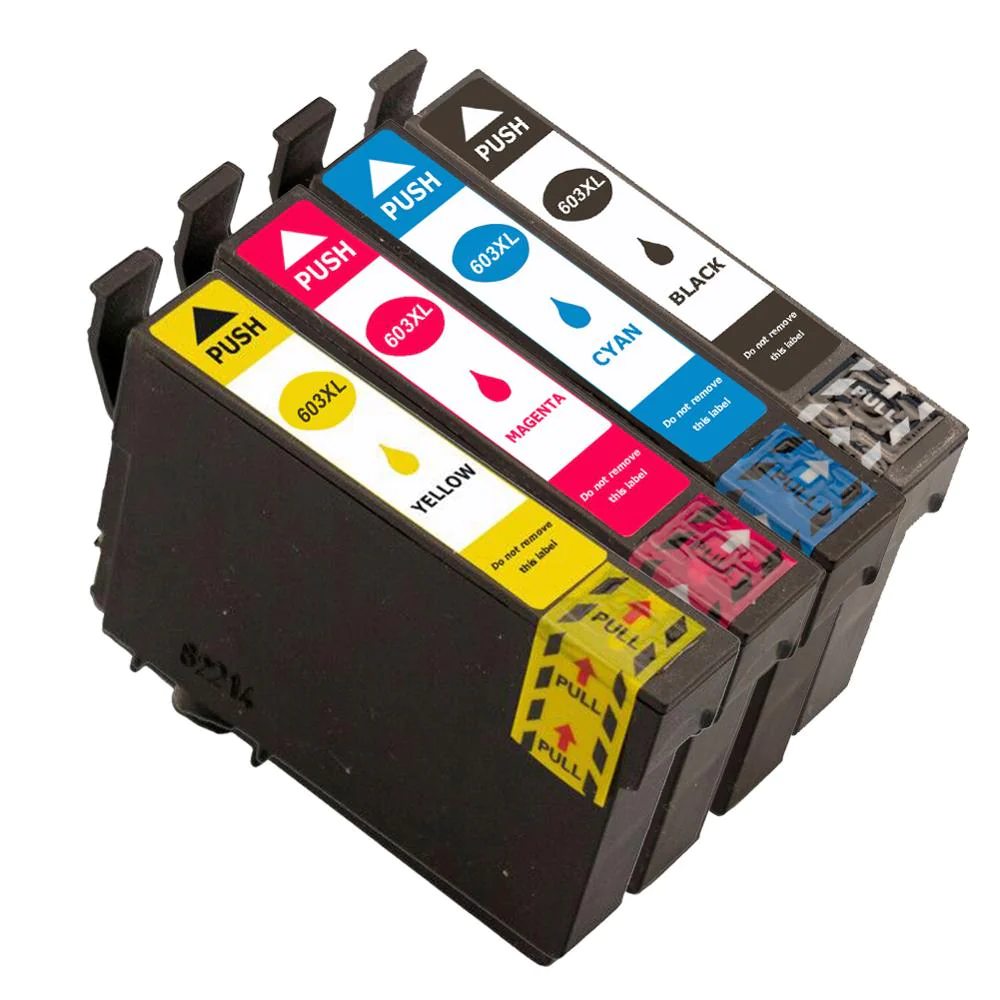 PUSH
603XL
BLACK
Do not remove
this label
PULL
PUSH
603XL
CYAN
Do not remove
this label
PULL
PUSH
603XL
MAGENTA
Do not remove
this label
PUSH
603XL
YELLOW
Do not remove
this label
PULL
PULL
PULL
82214